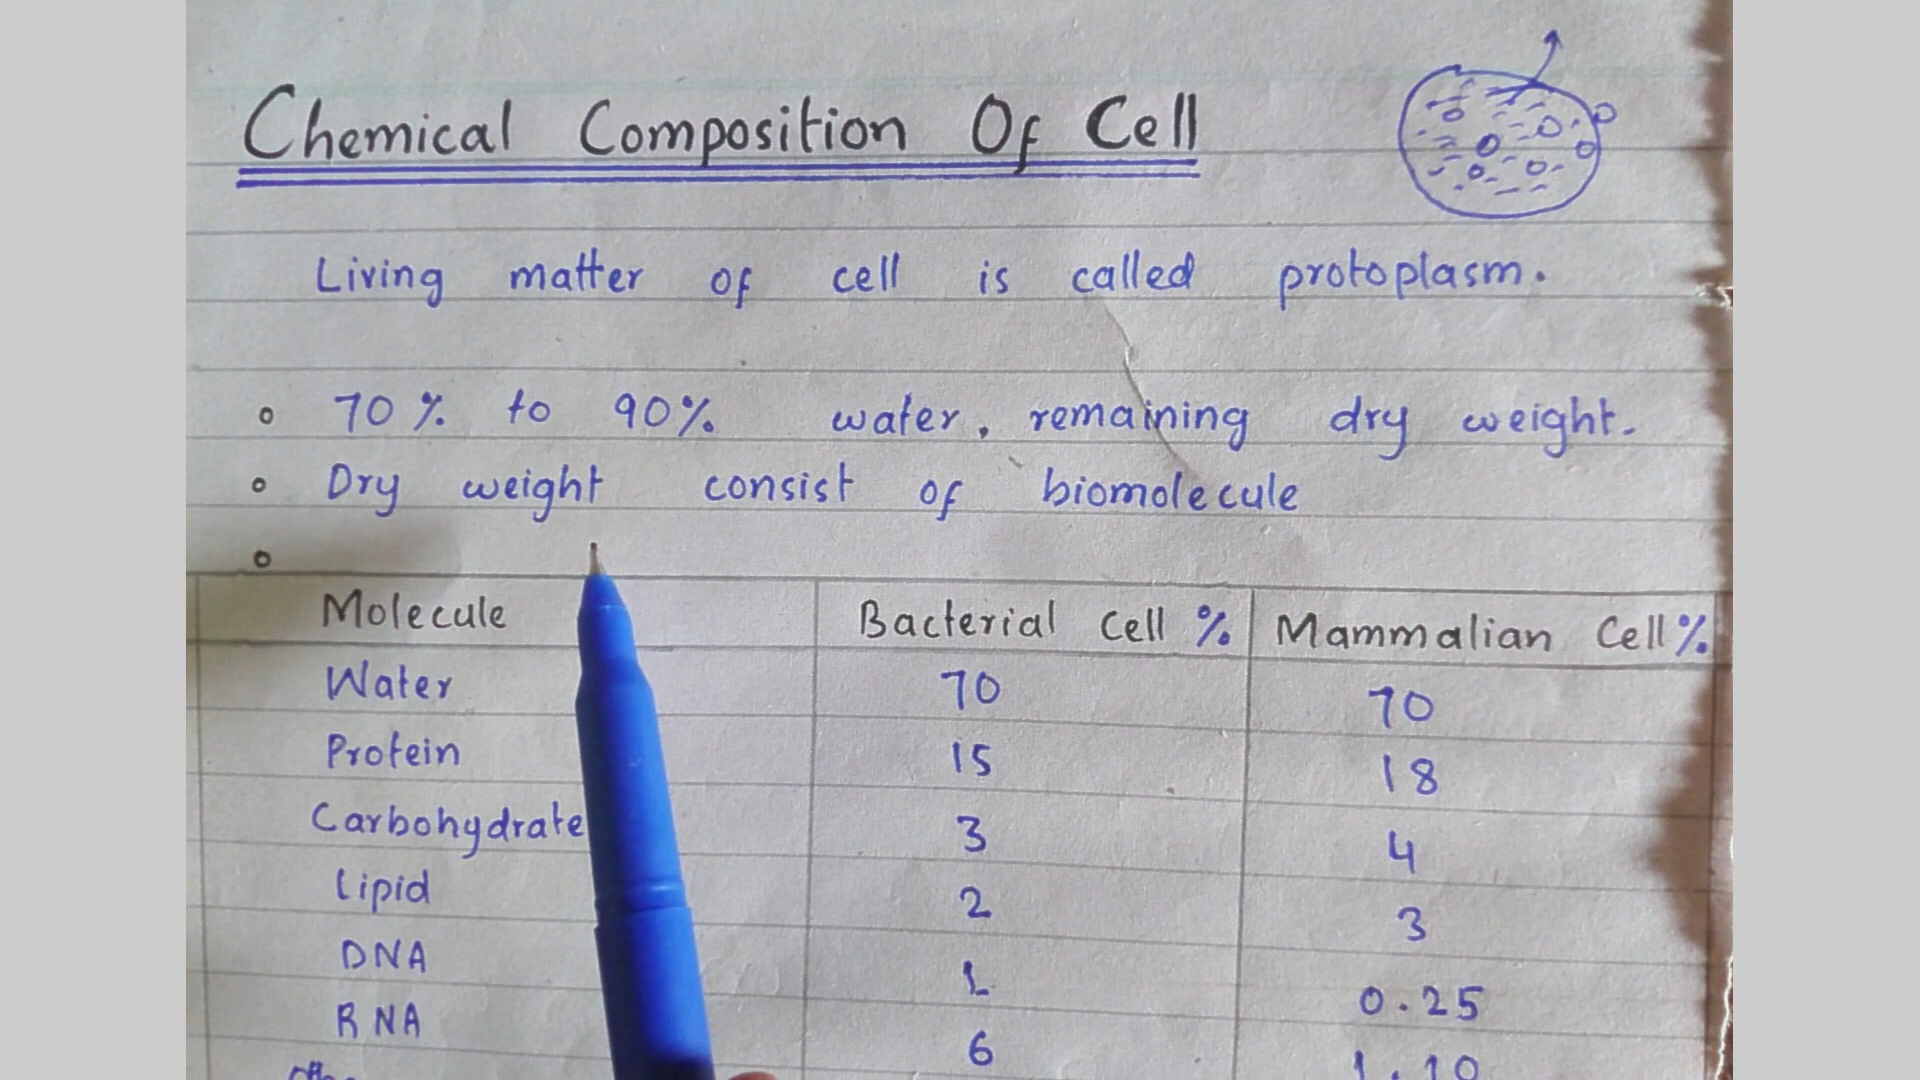 Chemical Composition Of Cell
Living matter of cell is called protoplasm.
70% to 90% water. remaining dry weight.
Dry weight consist of biomolecule
Molecule Bacterial Cell % Mammalian Cell %
Water 70 70
Protein 15 18
Carbohydrate 3 4
Lipid 2 3
DNA 1 0.25
RNA 6 1.10